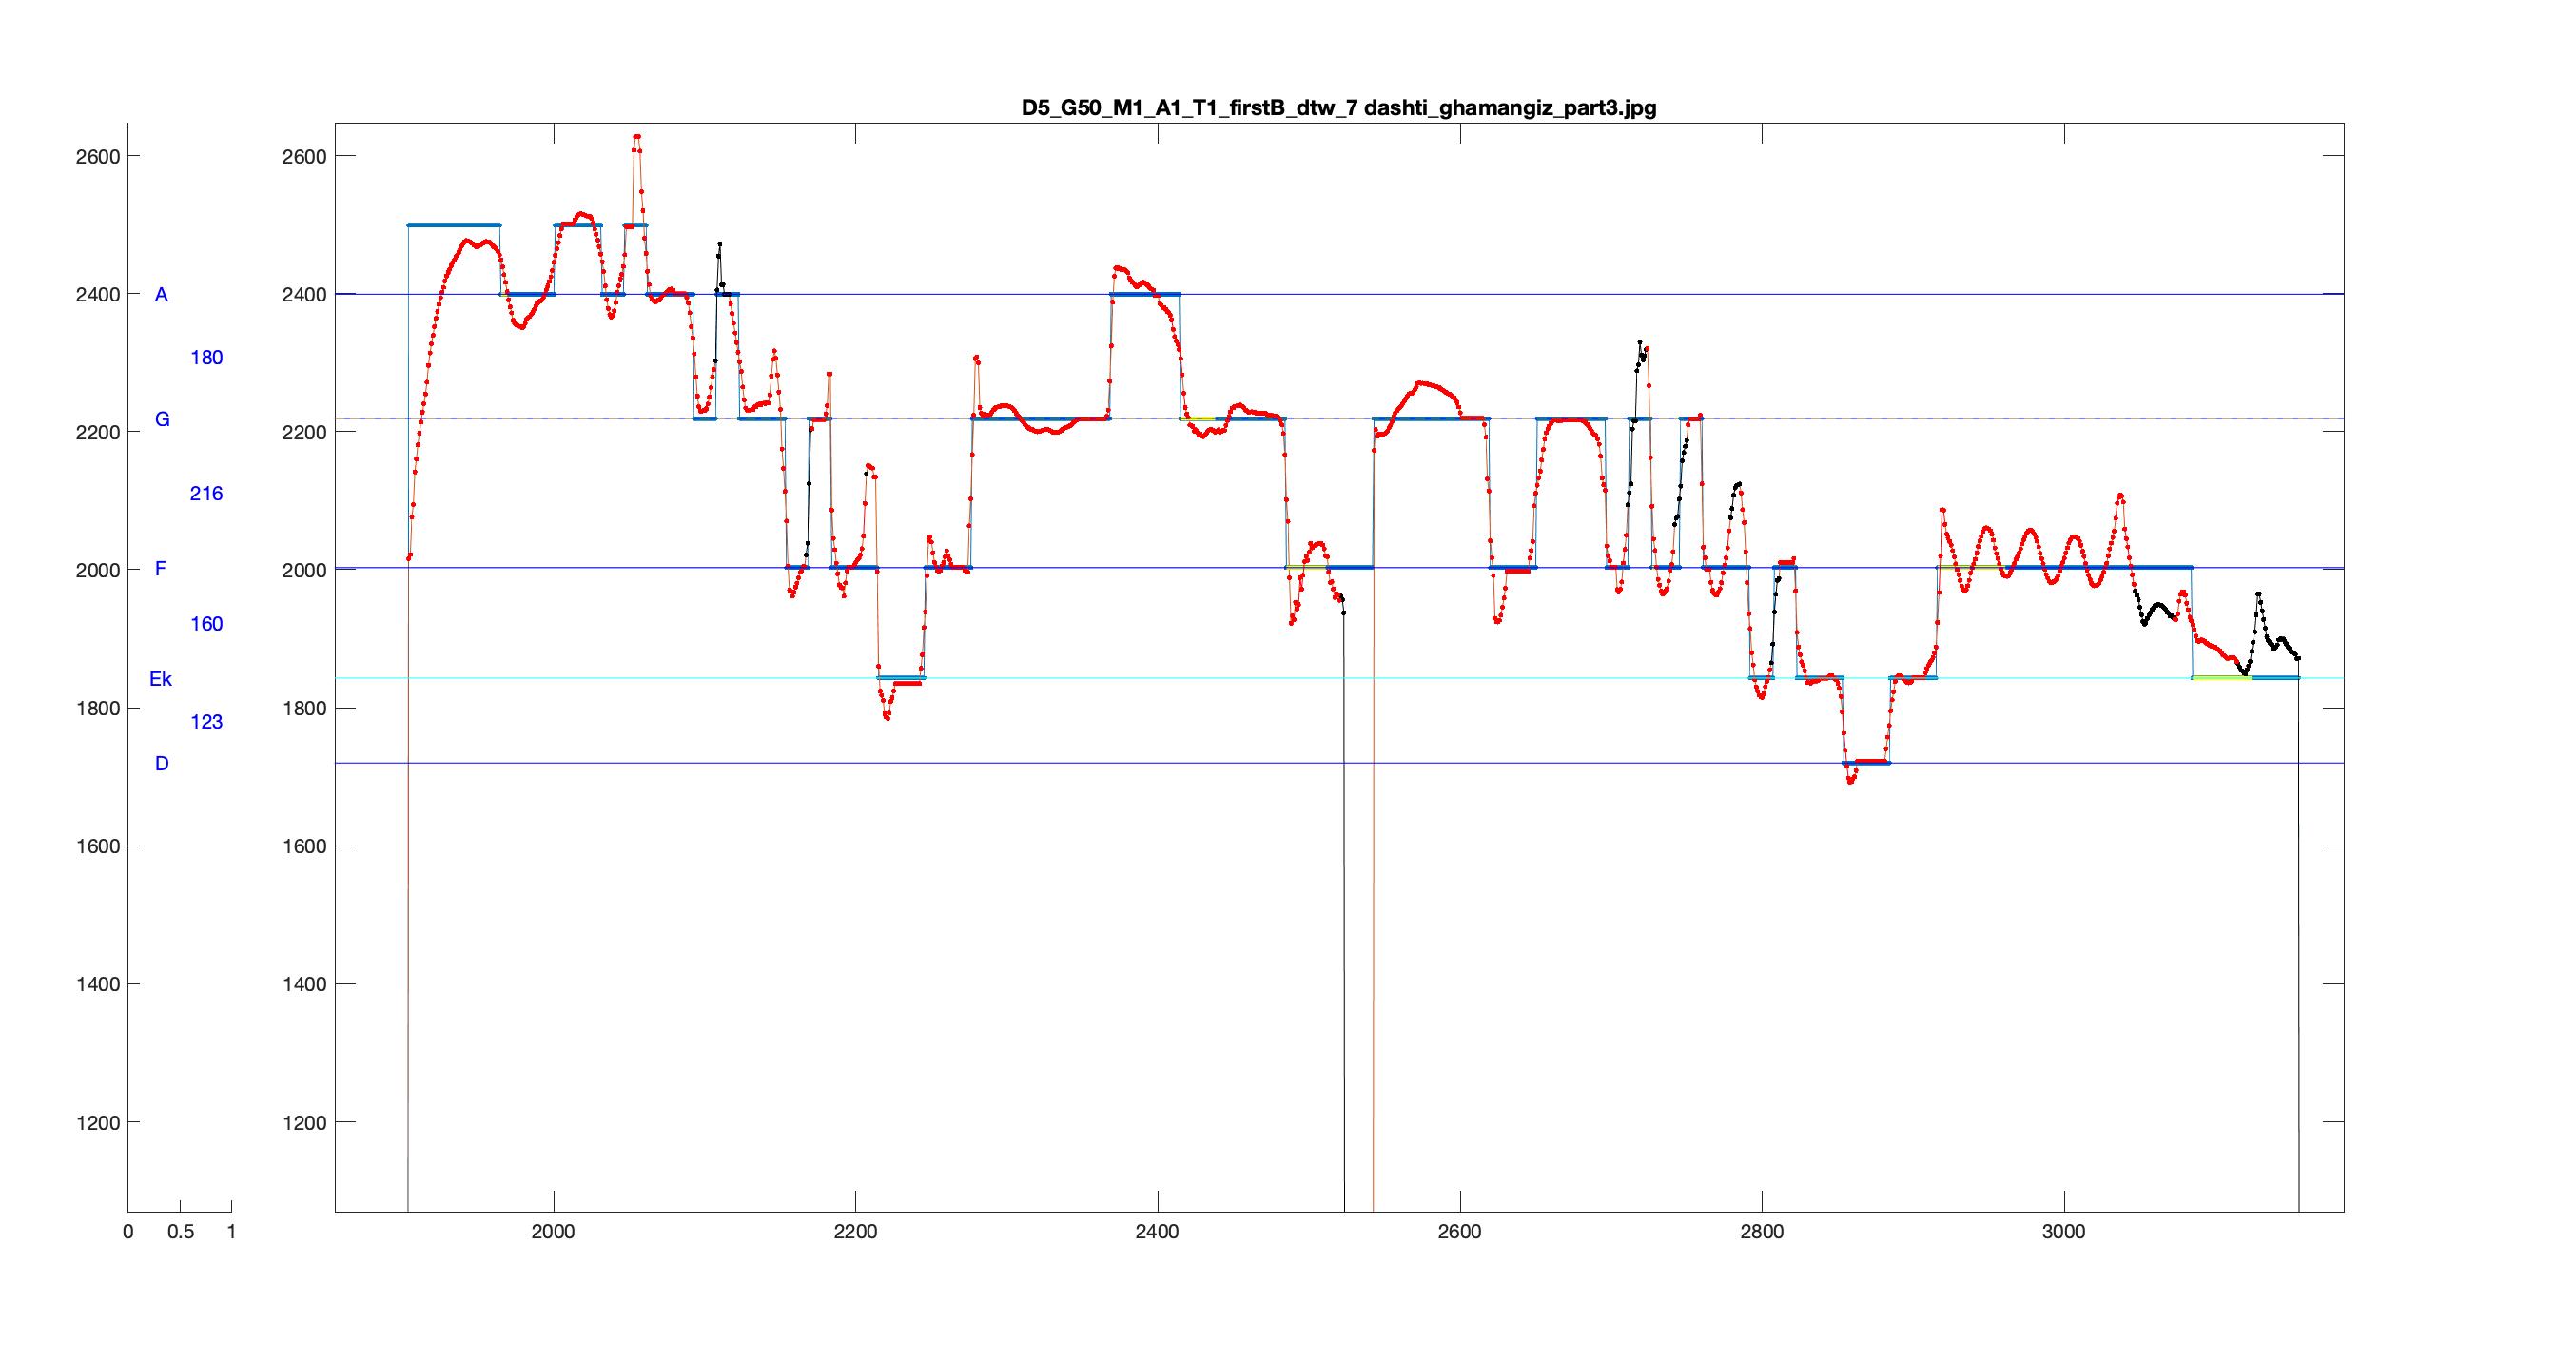 D5_G50_M1_A1_T1_firstB_dtw_7 dashti_ghamangiz_part3.jpg
2600 2600
2400 A 2400
180
2200 G 2200
216
2000 F 2000
160
Ek
1800 1800
123
D
1600 1600
1400 1400
1200 1200
0 0.5 1 2000 2200 2400 2600 2800 3000